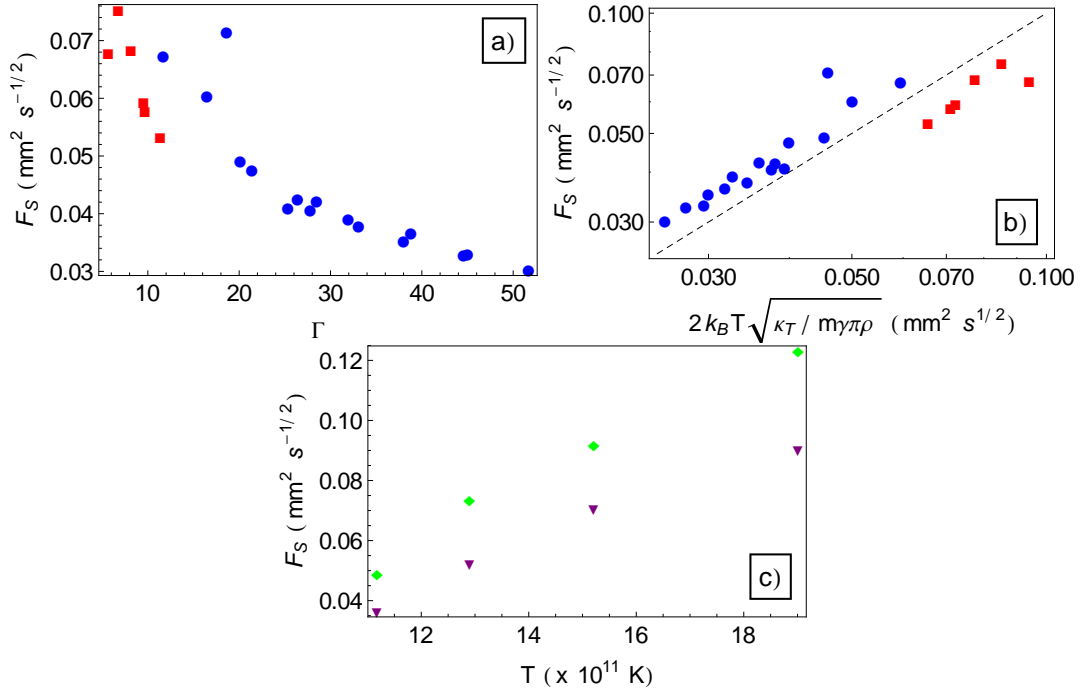 a)
0.07
0.06
0.05
0.04
0.03
F_S ( mm² s^{-1/2} )
10 20 30 40 50
Γ
b)
0.100
0.070
0.050
0.030
F_S ( mm² s^{-1/2} )
0.030 0.050 0.070 0.100
2 k_B T √κ_T / mγπρ ( mm² s^{1/2} )
c)
0.12
0.10
0.08
0.06
0.04
F_S ( mm² s^{-1/2} )
12 14 16 18
T ( x 10^{11} K )